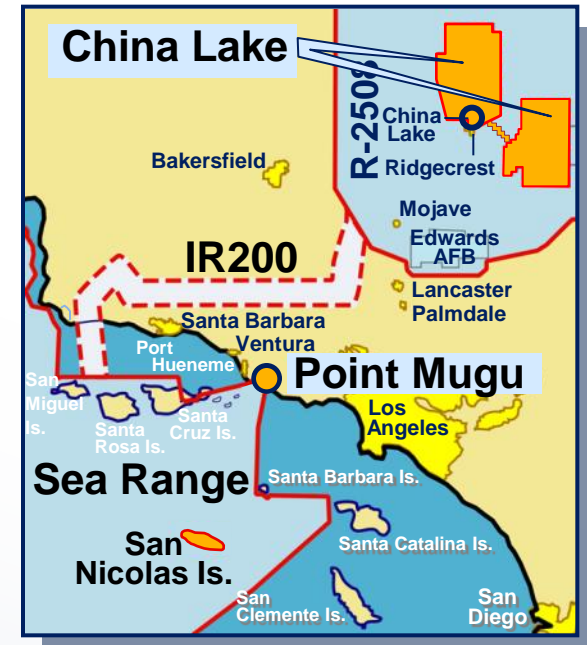 China Lake
R-2508
China
Lake
Bakersfield
Ridgecrest
Mojave
Edwards
AFB
IR200
Lancaster
Palmdale
Santa Barbara
Ventura
Port
Hueneme
Point Mugu
San
Miguel
Is.
Santa
Rosa Is.
Santa
Cruz Is.
Los
Angeles
Sea Range
Santa Barbara Is.
San
Nicolas Is.
Santa Catalina Is.
San
Clemente Is.
San
Diego